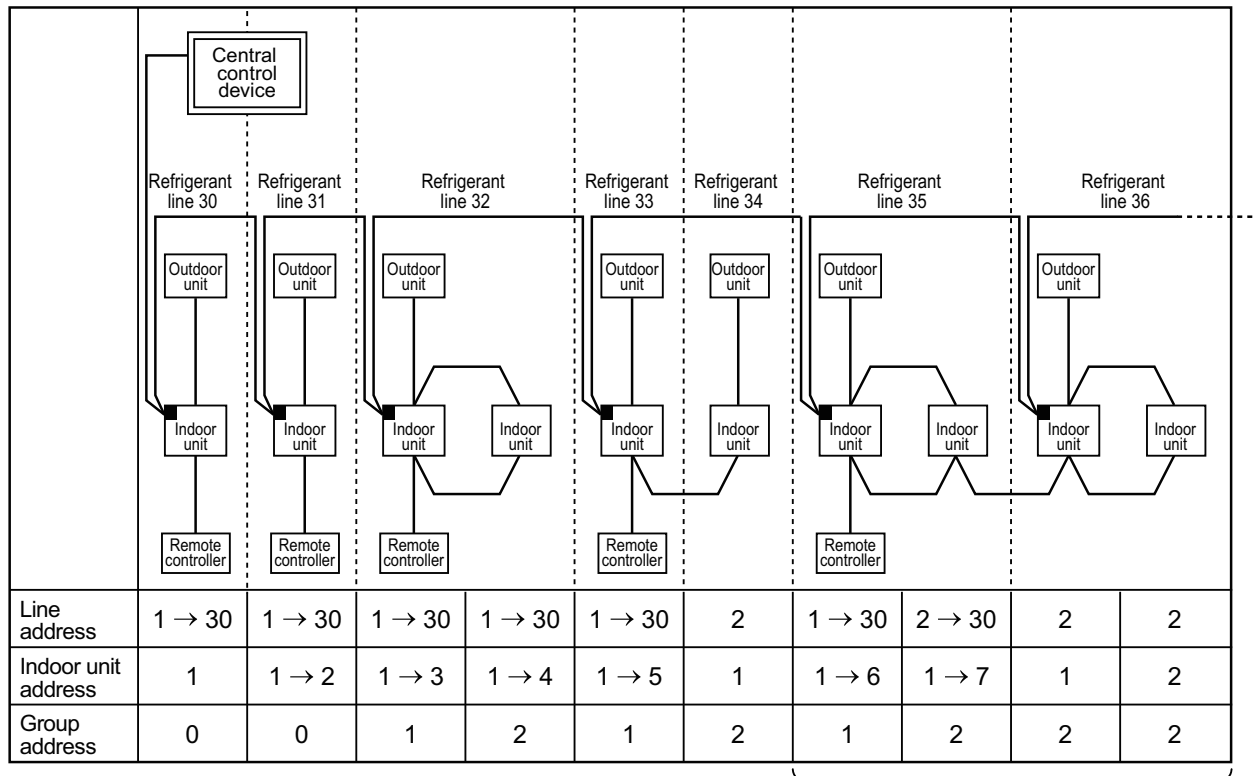 Central
control
device
Refrigerant
line 30
Refrigerant
line 31
Refrigerant
line 32
Refrigerant
line 33
Refrigerant
line 34
Refrigerant
line 35
Refrigerant
line 36
Outdoor
unit
Outdoor
unit
Outdoor
unit
Outdoor
unit
Outdoor
unit
Outdoor
unit
Outdoor
unit
Indoor
unit
Indoor
unit
Indoor
unit
Indoor
unit
Indoor
unit
Indoor
unit
Indoor
unit
Indoor
unit
Indoor
unit
Indoor
unit
Remote
controller
Remote
controller
Remote
controller
Remote
controller
Remote
controller
Line
address
1 → 30 1 → 30 1 → 30 1 → 30 1 → 30 2 1 → 30 2 → 30 2 2
Indoor unit
address
1 1 → 2 1 → 3 1 → 4 1 → 5 1 1 → 6 1 → 7 1 2
Group
address
0 0 1 2 1 2 1 2 2 2